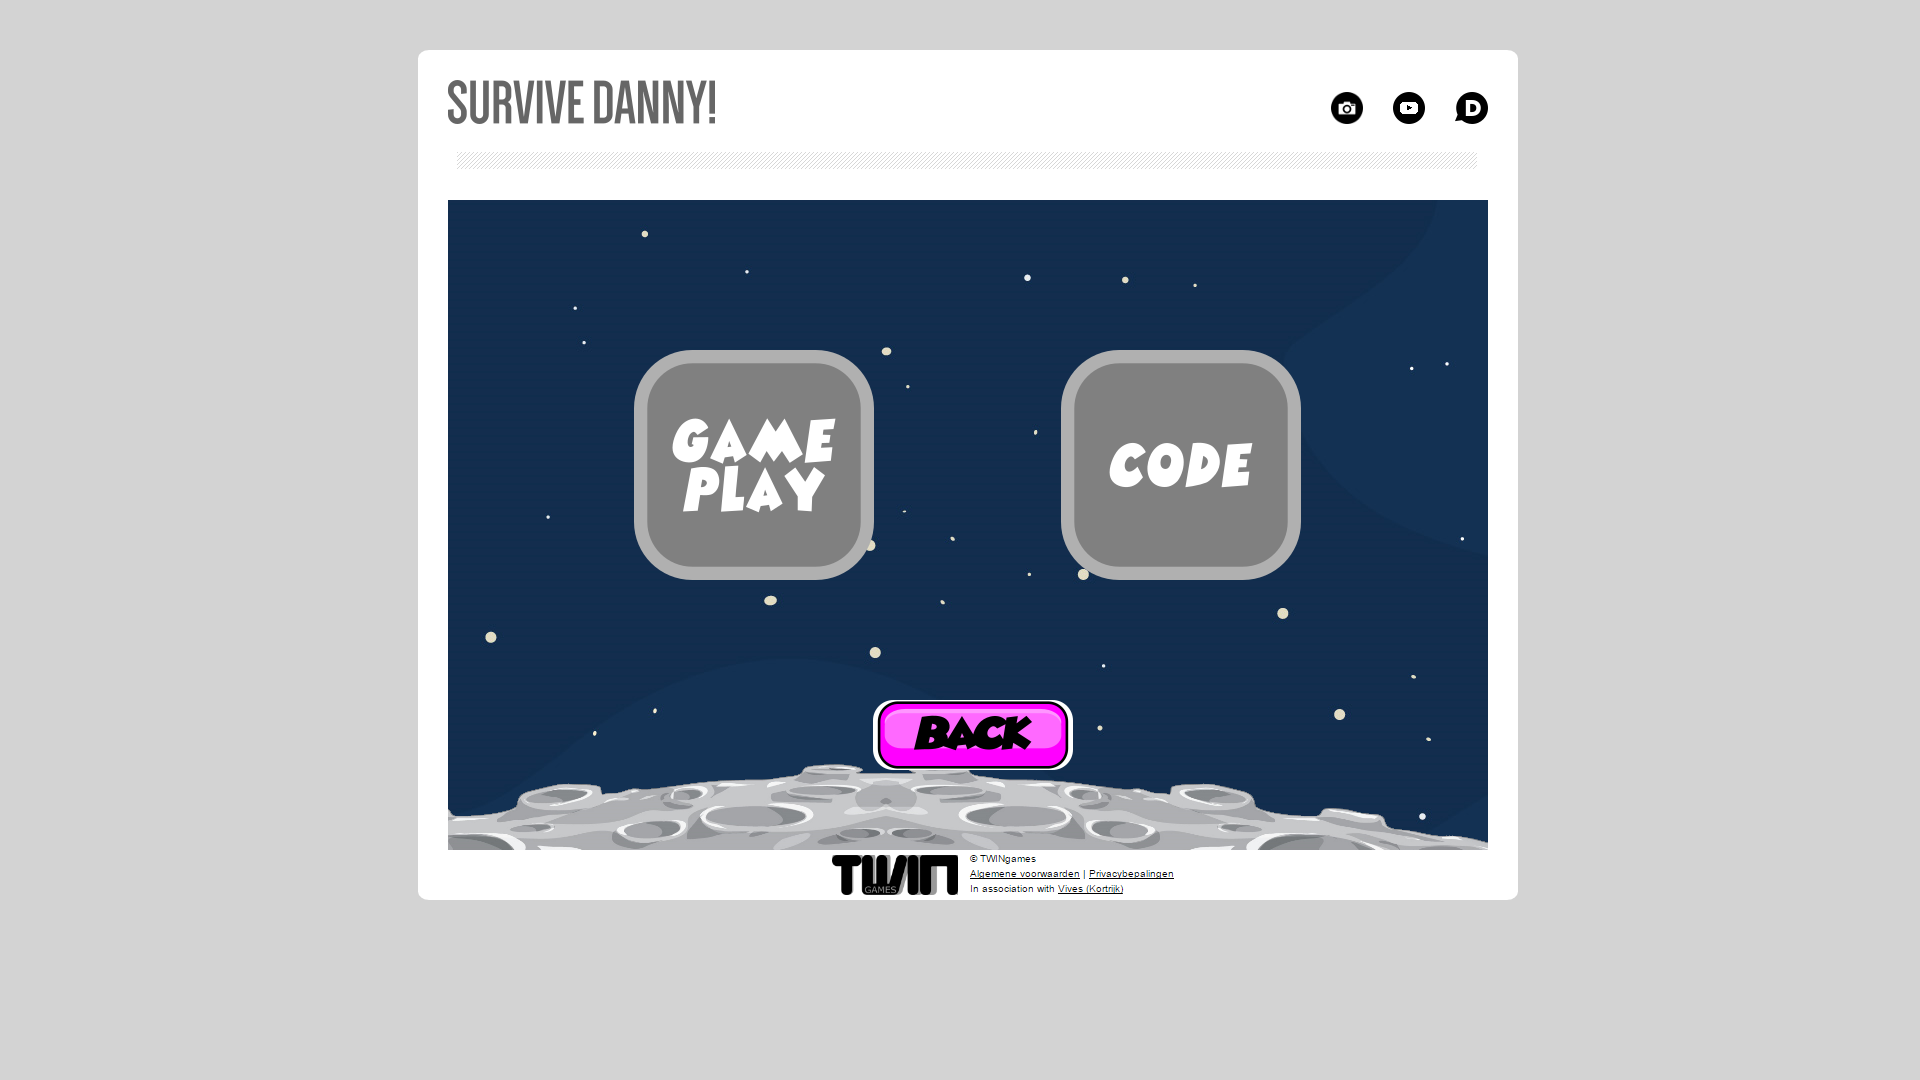 SURVIVE DANNY!
D
GAME
PLAY
CODE
BACK
TWIN
GAMES
© TWINgames
Algemene voorwaarden | Privacybepalingen
In association with Vives (Kortrijk)